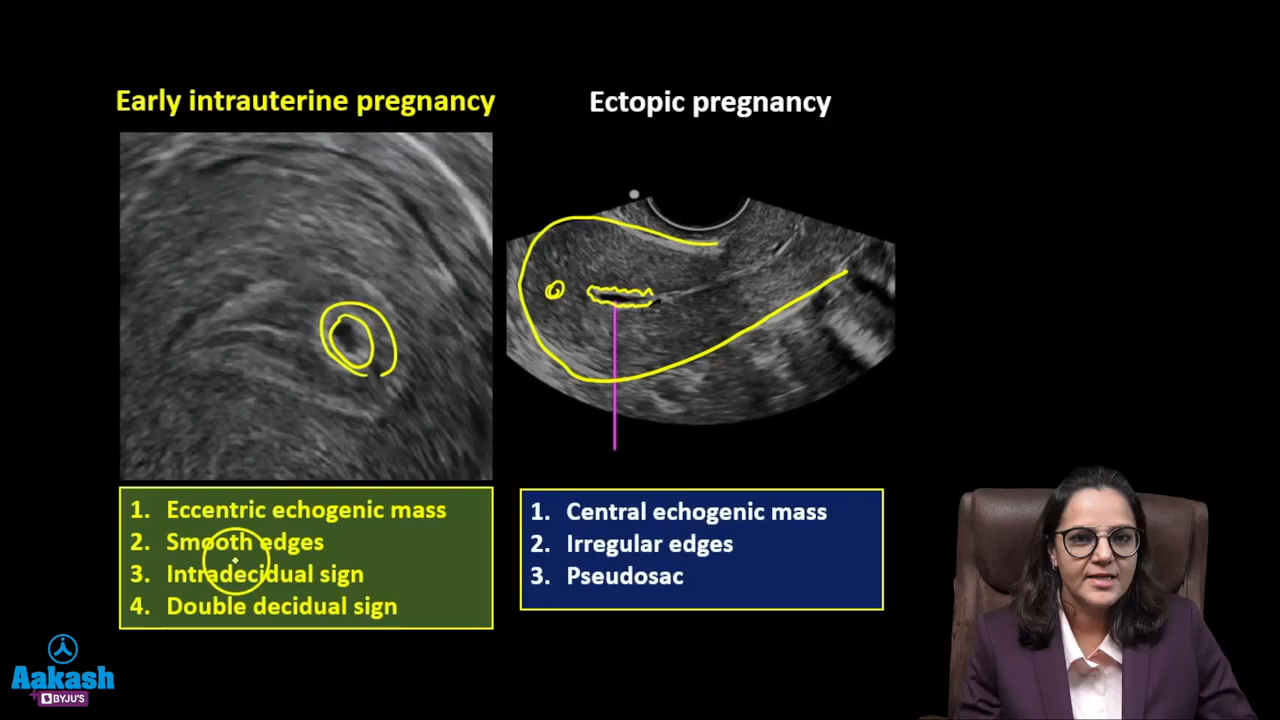 Early intrauterine pregnancy
Ectopic pregnancy
1. Eccentric echogenic mass
2. Smooth edges
3. Intradecidual sign
4. Double decidual sign
1. Central echogenic mass
2. Irregular edges
3. Pseudosac
Aakash
+ BYJU'S